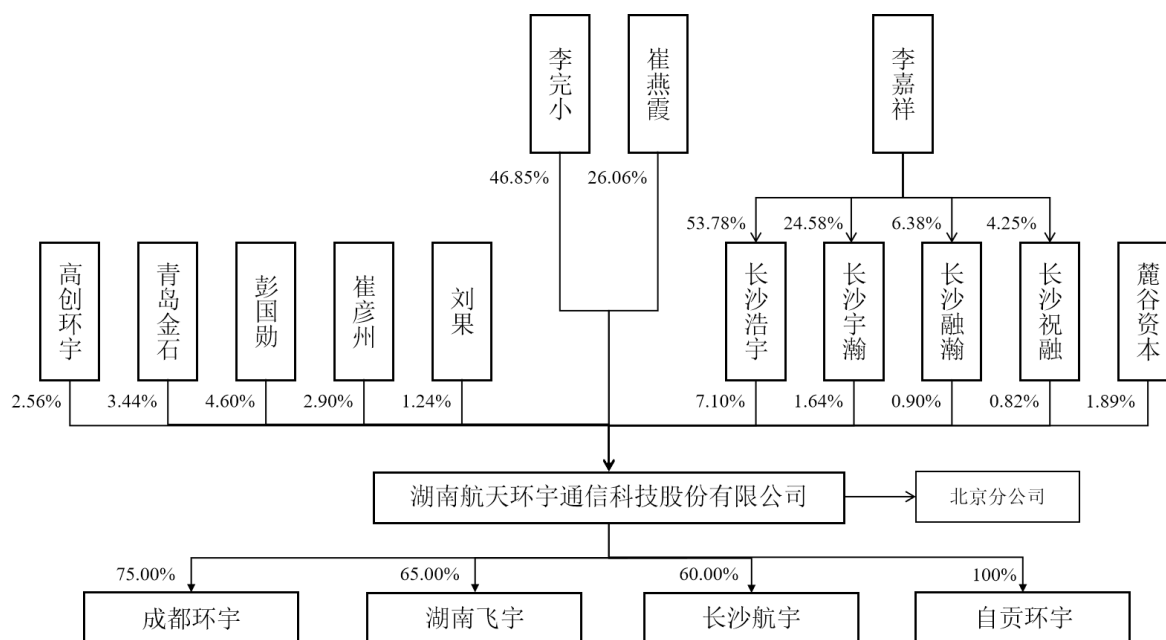 李完小
崔燕霞
李嘉祥
46.85%
26.06%
53.78%
24.58%
6.38%
4.25%
高创环宇
青岛金石
彭国勋
崔彦州
刘果
长沙浩宇
长沙宇瀚
长沙融瀚
长沙祝融
麓谷资本
2.56%
3.44%
4.60%
2.90%
1.24%
7.10%
1.64%
0.90%
0.82%
1.89%
湖南航天环宇通信科技股份有限公司
北京分公司
75.00%
65.00%
60.00%
100%
成都环宇
湖南飞宇
长沙航宇
自贡环宇